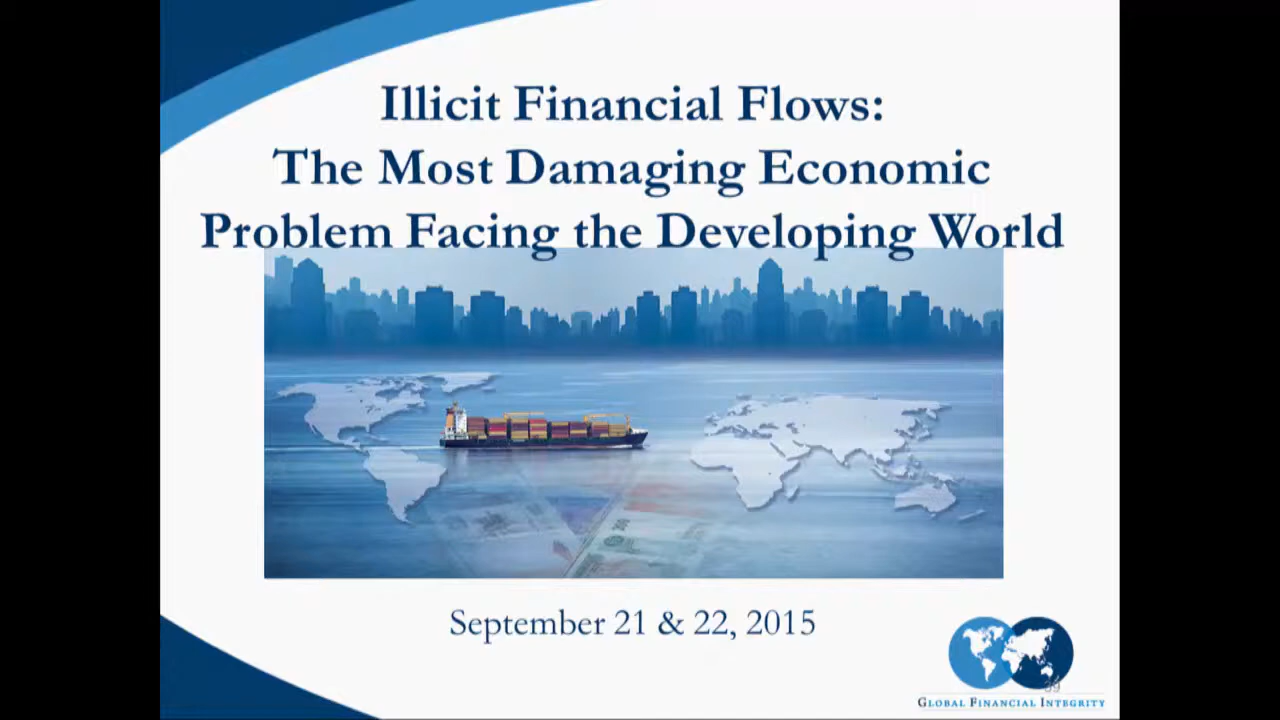 Illicit Financial Flows:
The Most Damaging Economic
Problem Facing the Developing World
September 21 & 22, 2015
39
GLOBAL FINANCIAL INTEGRITY